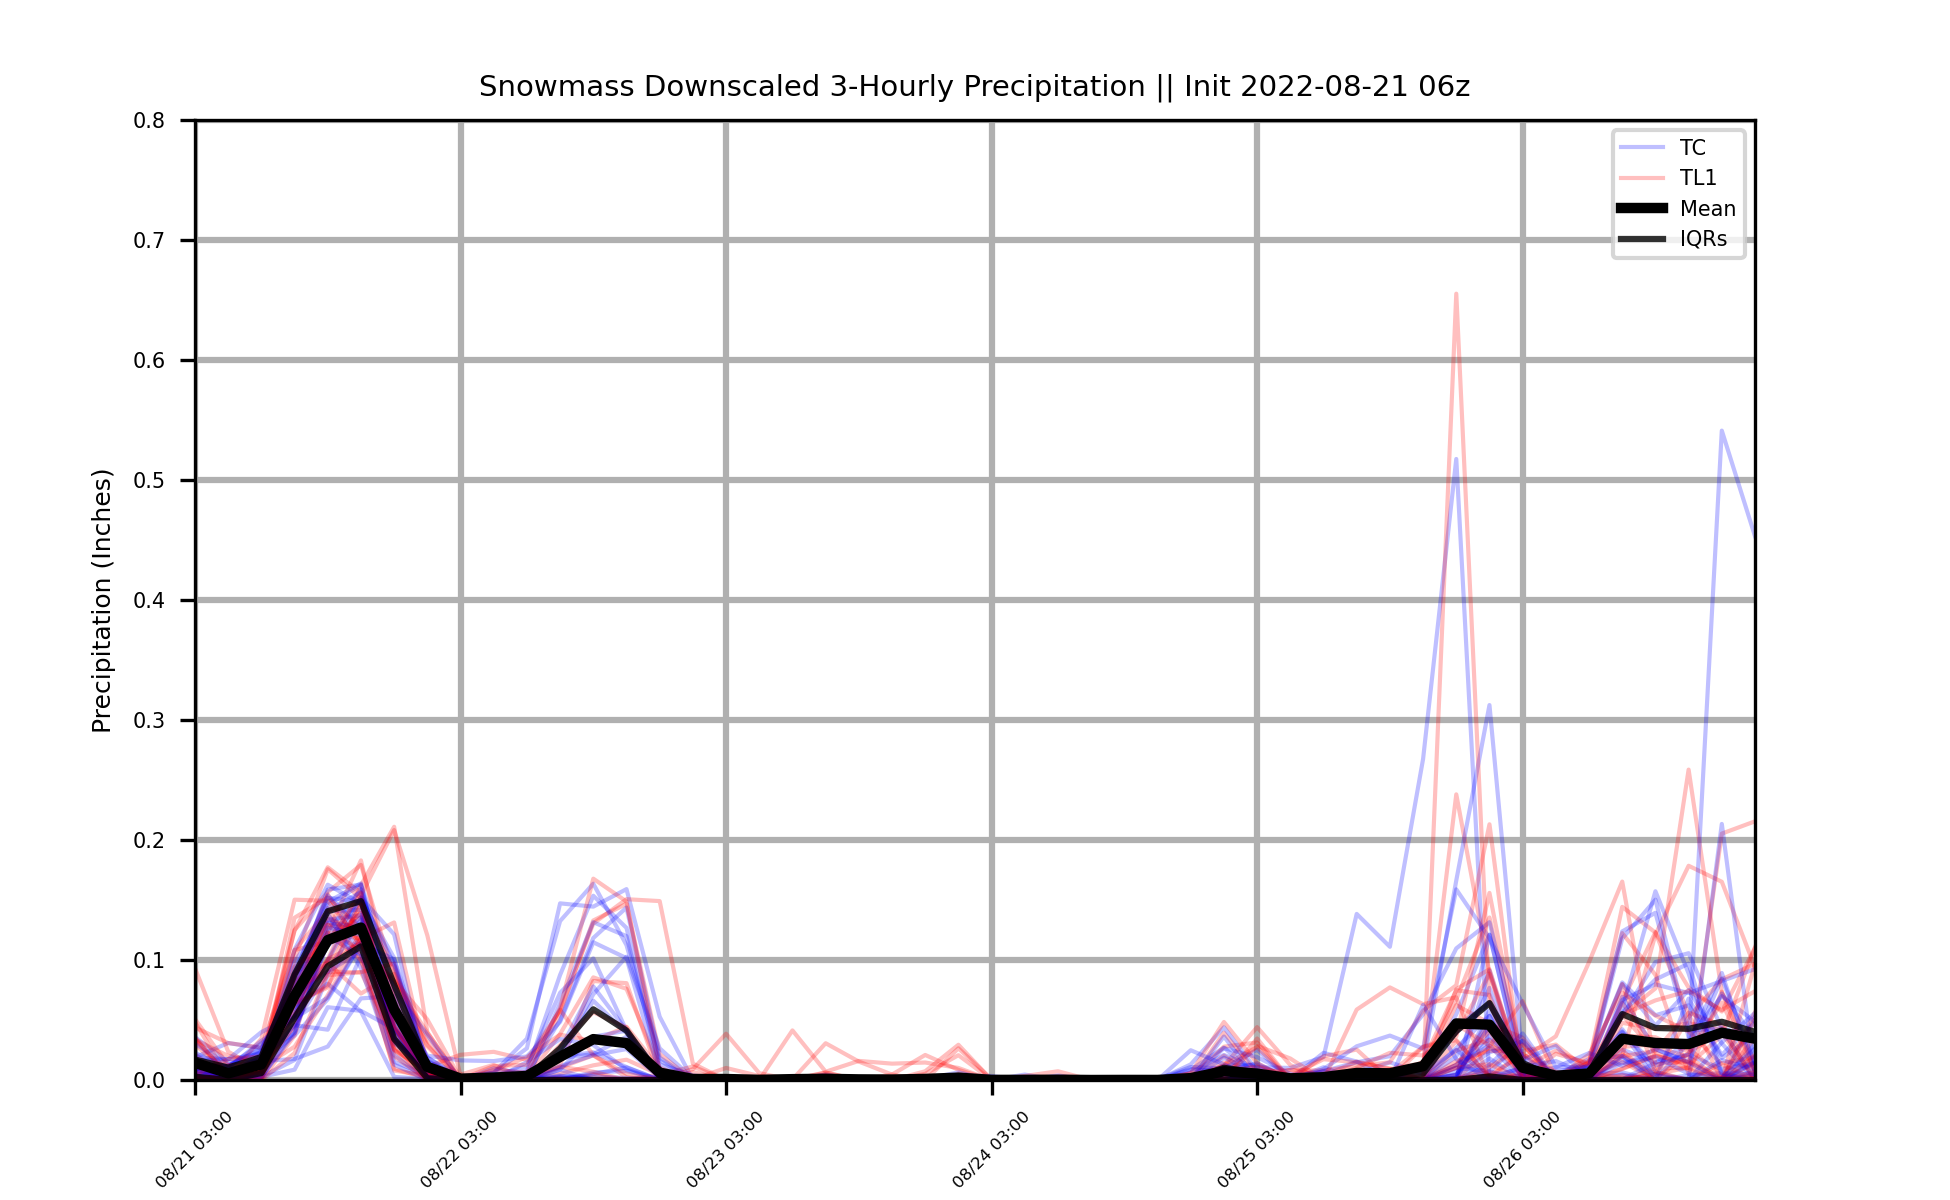 Snowmass Downscaled 3-Hourly Precipitation || Init 2022-08-21 06z
Precipitation (Inches)
0.8
0.7
0.6
0.5
0.4
0.3
0.2
0.1
0.0
TC
TL1
Mean
IQRs
08/21 03:00
08/22 03:00
08/23 03:00
08/24 03:00
08/25 03:00
08/26 03:00